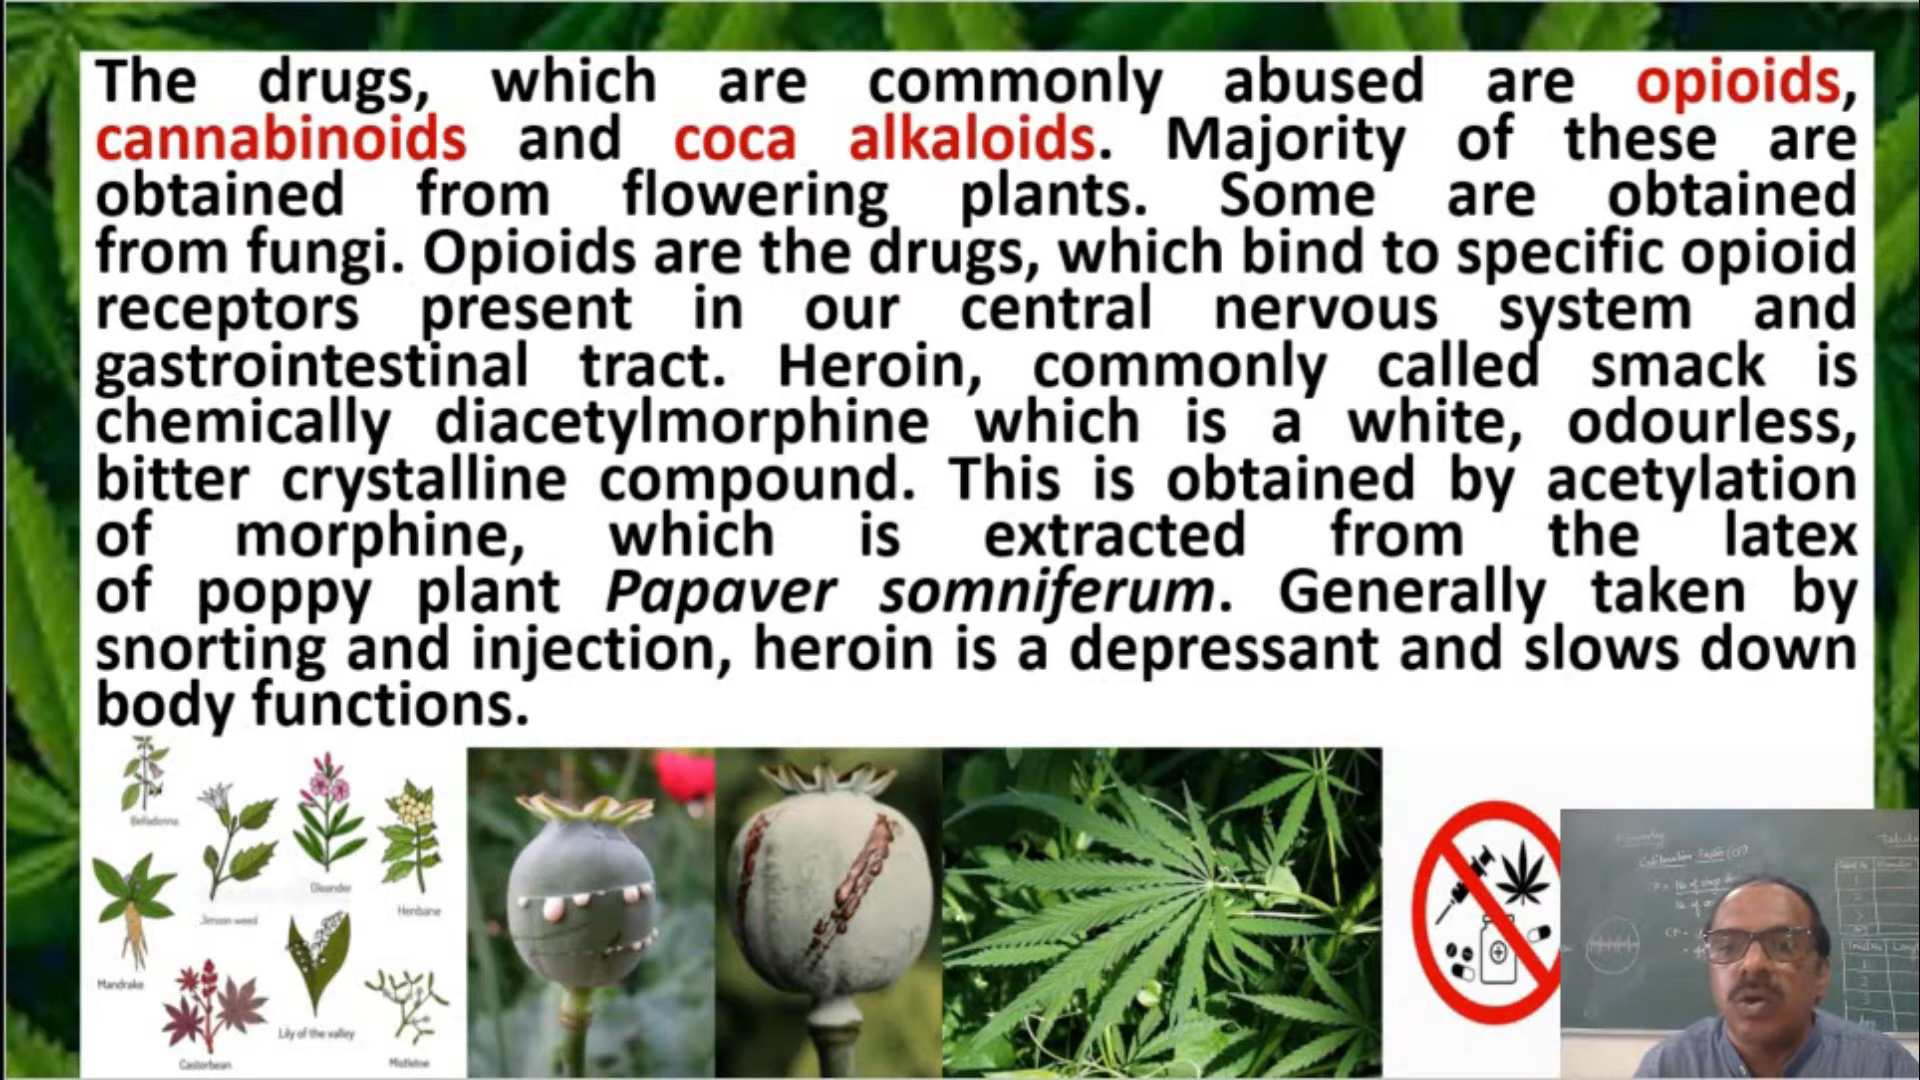 The drugs, which are commonly abused are opioids,
cannabinoids and coca alkaloids. Majority of these are
obtained from flowering plants. Some are obtained
from fungi. Opioids are the drugs, which bind to specific opioid
receptors present in our central nervous system and
gastrointestinal tract. Heroin, commonly called smack is
chemically diacetylmorphine which is a white, odourless,
bitter crystalline compound. This is obtained by acetylation
of morphine, which is extracted from the latex
of poppy plant Papaver somniferum. Generally taken by
snorting and injection, heroin is a depressant and slows down
body functions.
Belladonna
Jimson weed
Oleander
Henbane
Mandrake
Castorbean
Lily of the valley
Mistletoe